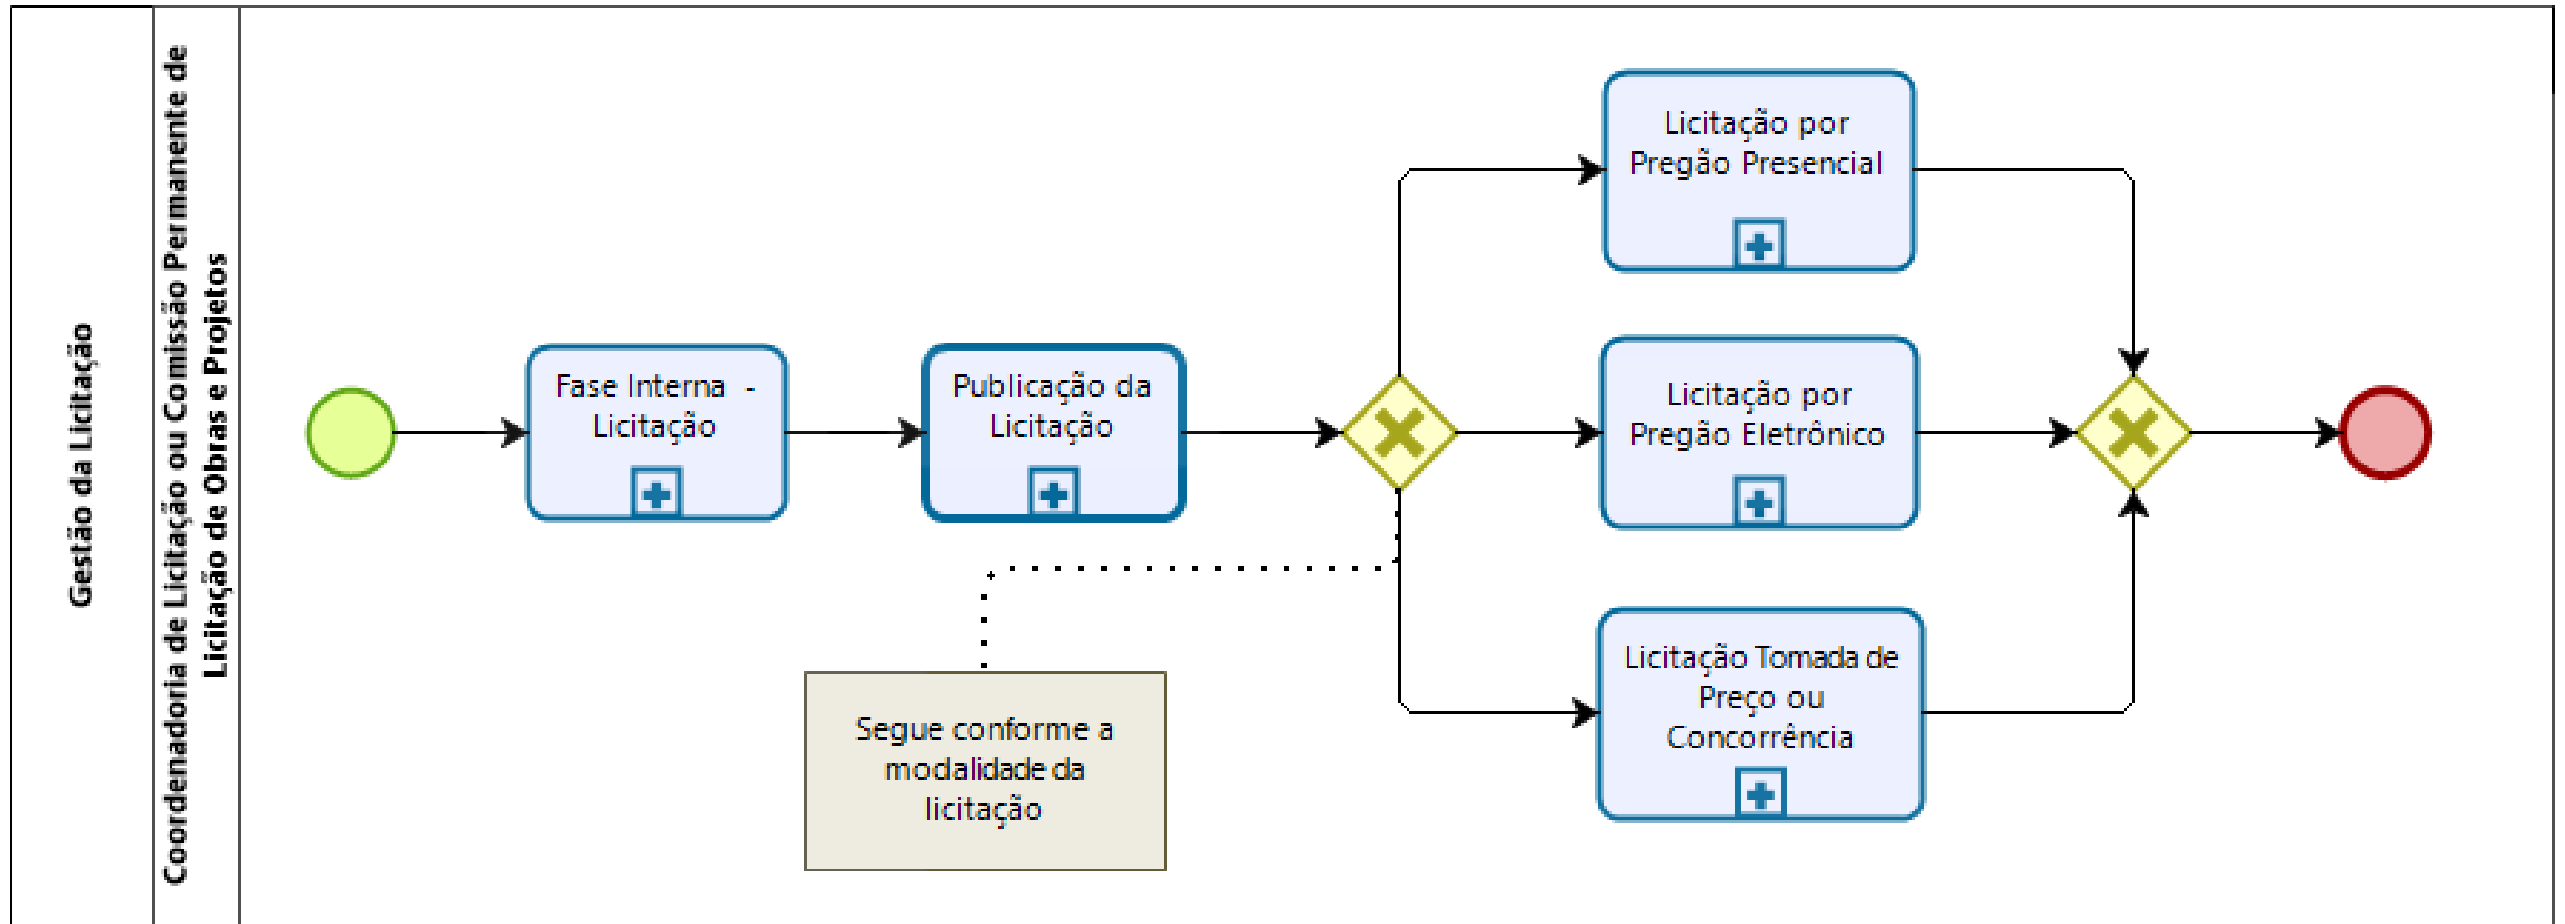 Gestão da Licitação
Coordenadoria de Licitação ou Comissão Permanente de
Licitação de Obras e Projetos
Fase Interna -
Licitação
Publicação da
Licitação
Segue conforme a
modalidade da
licitação
Licitação por
Pregão Presencial
Licitação por
Pregão Eletrônico
Licitação Tomada de
Preço ou
Concorrência